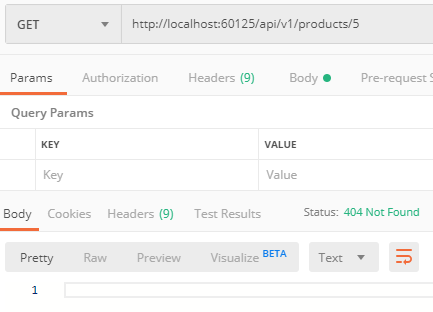 GET http://localhost:60125/api/v1/products/5
Params Authorization Headers (9) Body Pre-request S
Query Params
KEY VALUE
Key Value
Body Cookies Headers (9) Test Results Status: 404 Not Found
Pretty Raw Preview Visualize BETA Text
1